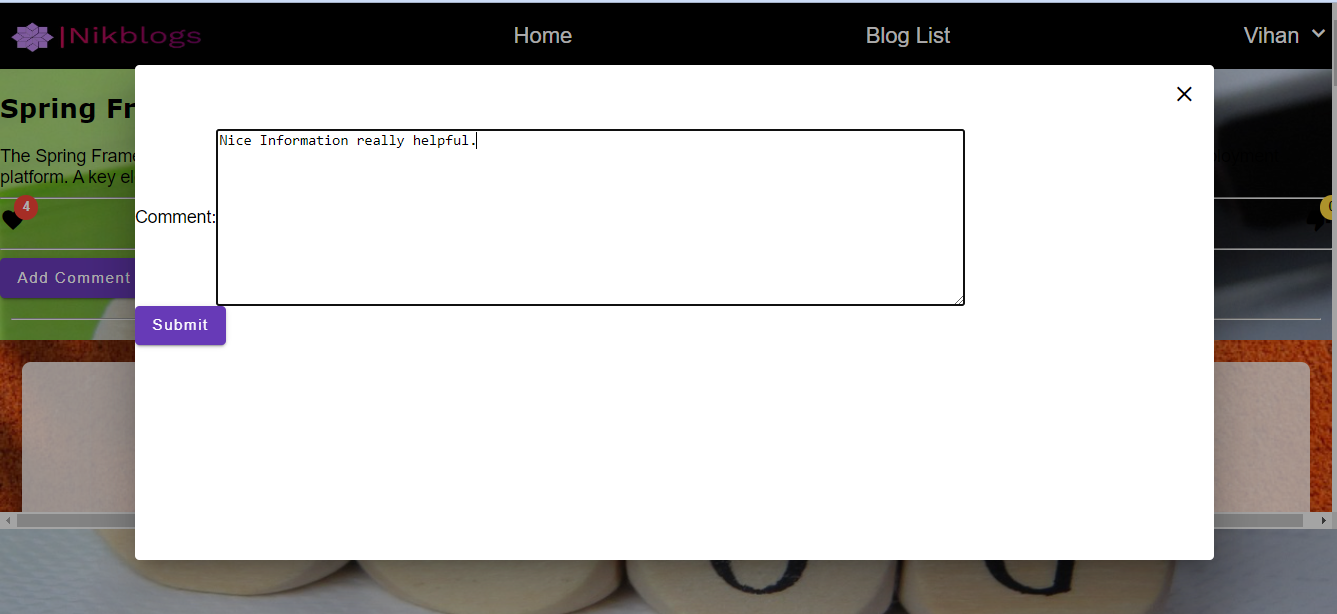 |Nikblogs
Home
Blog List
Vihan
Spring Fr
The Spring Frame
platform. A key el
4
Add Comment
Nice Information really helpful.
Comment:
Submit